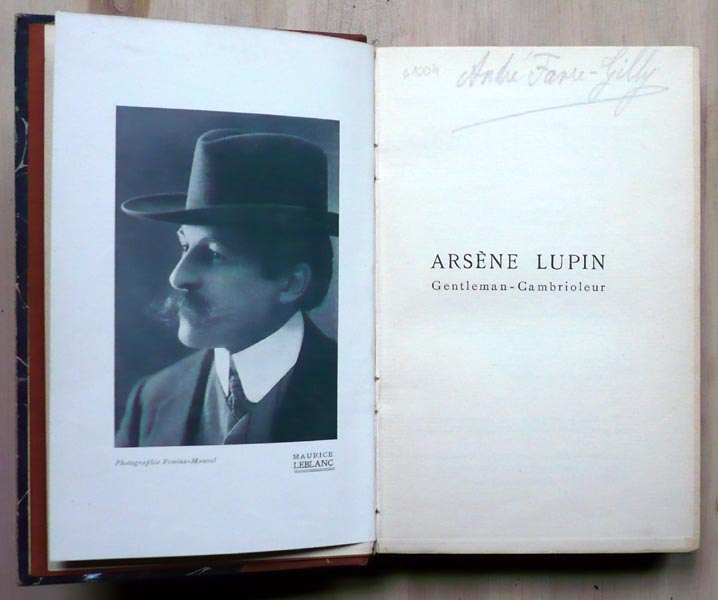 Photographie Femina-Manuel
MAURICE
LEBLANC
André Favre-Gilly
ARSÈNE LUPIN
Gentleman-Cambrioleur